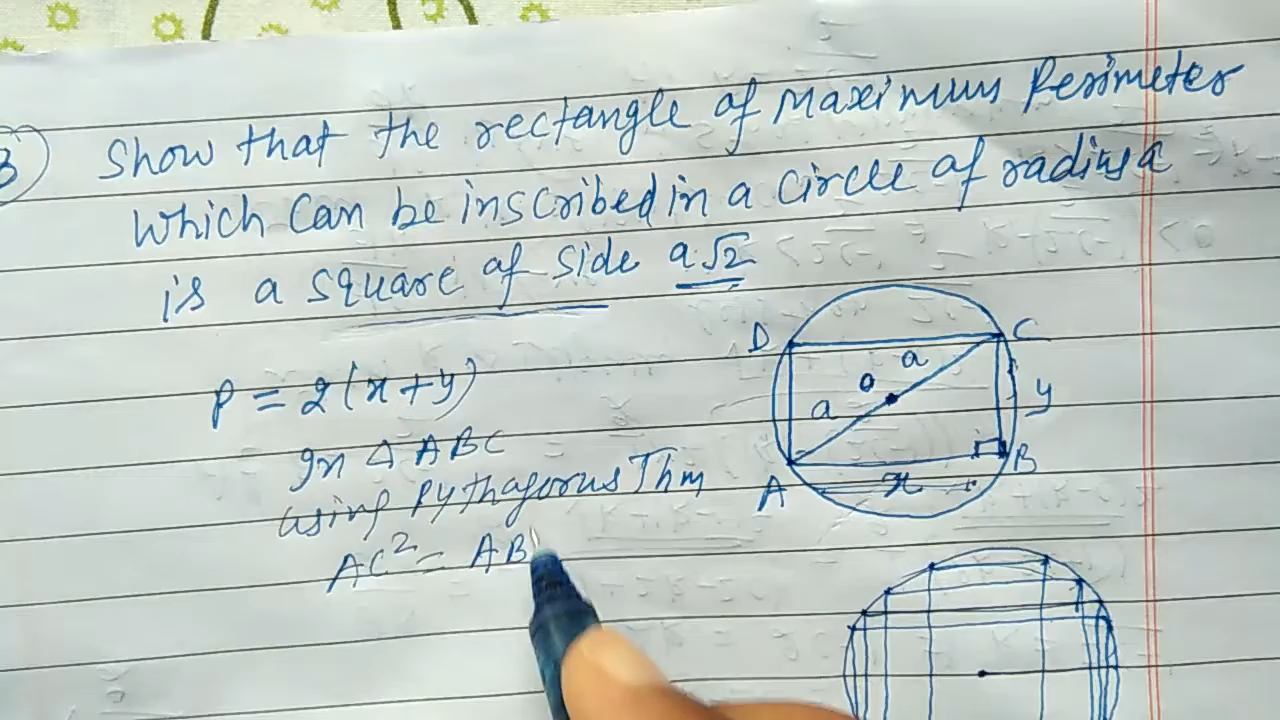 3
Show that the rectangle of Maximum Perimeter
which can be inscribed in a circle of radius a
is a square of side a√2
P = 2(x+y)
In △ ABC
using Pythagorus Thm
AC² = AB
D
C
a
o
a
y
B
A
x